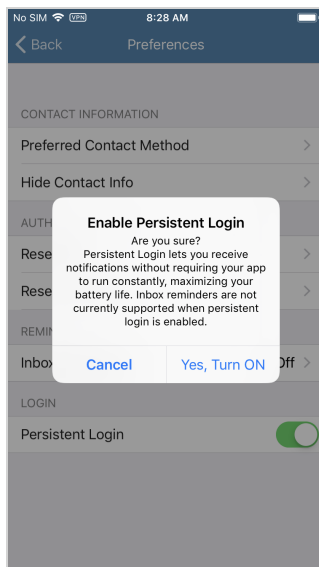 No SIM VPN 8:28 AM
Back Preferences
CONTACT INFORMATION
Preferred Contact Method
Hide Contact Info
AUTH
Rese
Rese
REMIN
Inbox Off
LOGIN
Persistent Login
Enable Persistent Login
Are you sure?
Persistent Login lets you receive
notifications without requiring your app
to run constantly, maximizing your
battery life. Inbox reminders are not
currently supported when persistent
login is enabled.
Cancel Yes, Turn ON